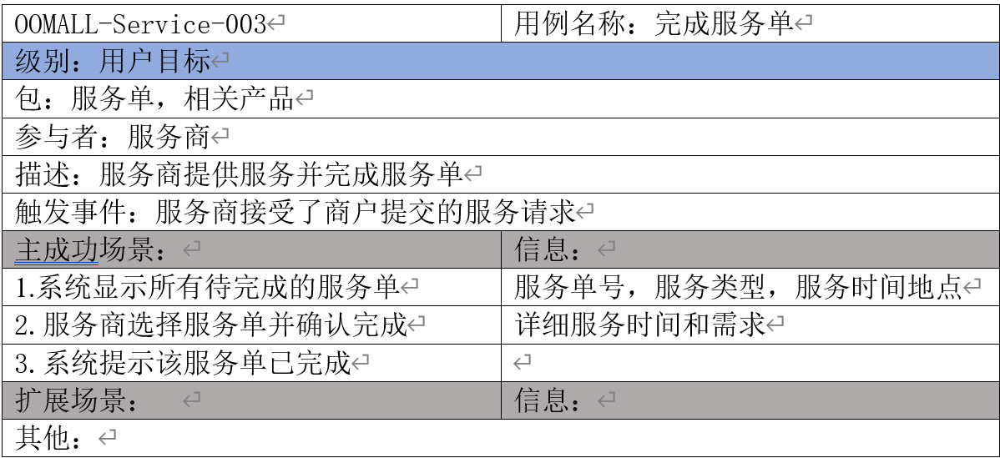 OOMALL-Service-003 用例名称：完成服务单
级别：用户目标
包：服务单，相关产品
参与者：服务商
描述：服务商提供服务并完成服务单
触发事件：服务商接受了商户提交的服务请求
主成功场景： 信息：
1.系统显示所有待完成的服务单 服务单号，服务类型，服务时间地点
2.服务商选择服务单并确认完成 详细服务时间和需求
3.系统提示该服务单已完成
扩展场景： 信息：
其他：